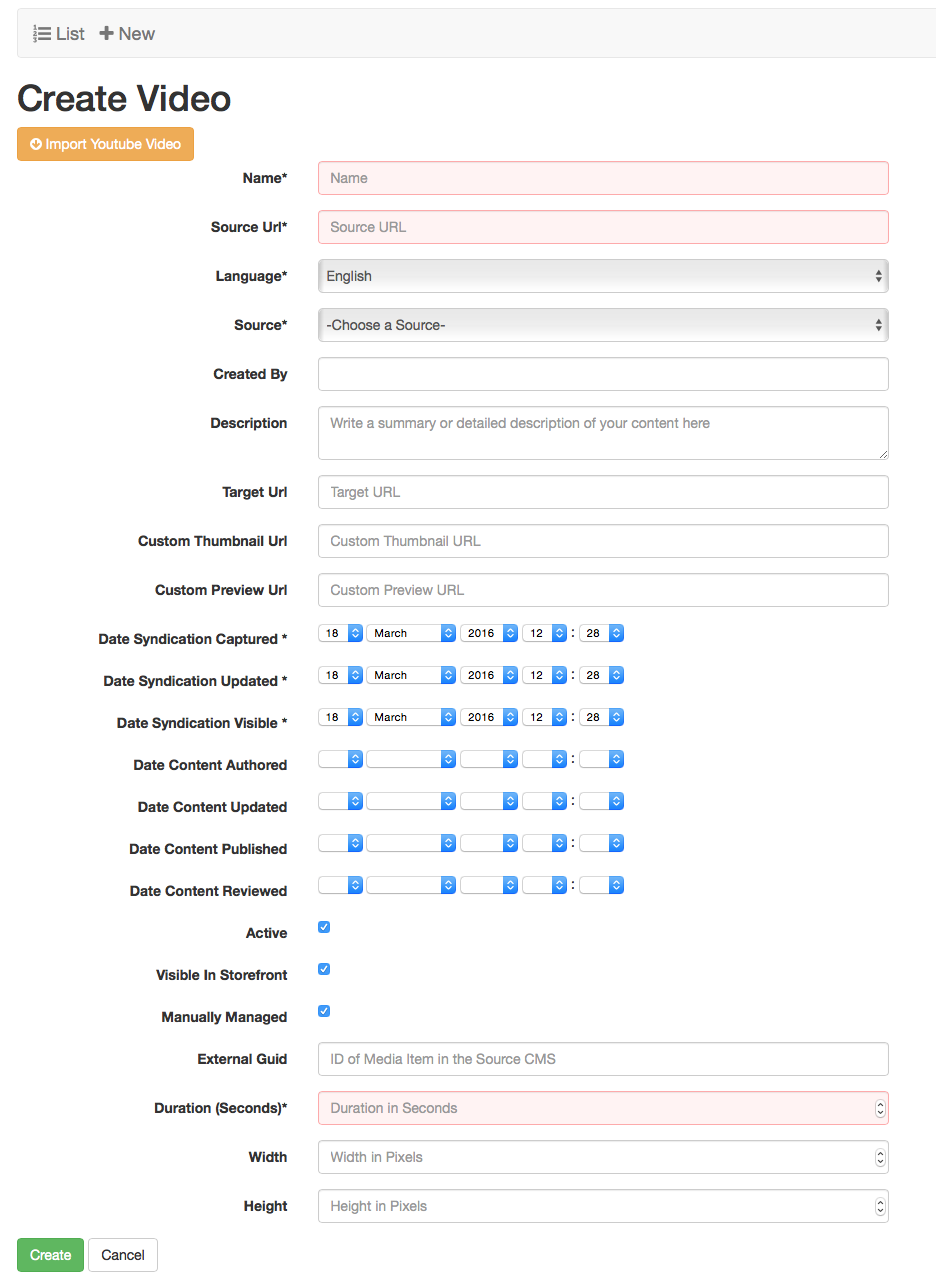 List New
Create Video
Import Youtube Video
Name* Name
Source Url* Source URL
Language* English
Source* -Choose a Source-
Created By
Description Write a summary or detailed description of your content here
Target Url Target URL
Custom Thumbnail Url Custom Thumbnail URL
Custom Preview Url Custom Preview URL
Date Syndication Captured * 18 March 2016 12 : 28
Date Syndication Updated * 18 March 2016 12 : 28
Date Syndication Visible * 18 March 2016 12 : 28
Date Content Authored :
Date Content Updated :
Date Content Published :
Date Content Reviewed :
Active
Visible In Storefront
Manually Managed
External Guid ID of Media Item in the Source CMS
Duration (Seconds)* Duration in Seconds
Width Width in Pixels
Height Height in Pixels
Create Cancel